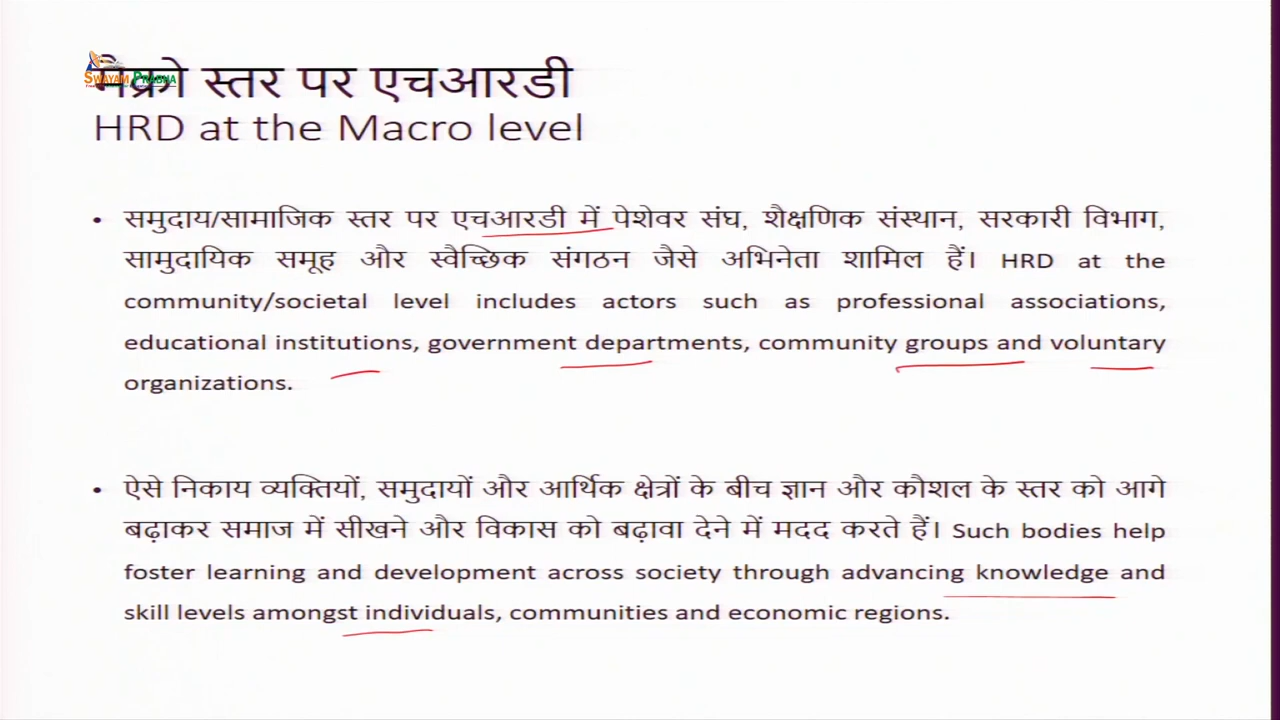 SWAYAM PRABHA
मैक्रो स्तर पर एचआरडी
HRD at the Macro level
• समुदाय/सामाजिक स्तर पर एचआरडी में पेशेवर संघ, शैक्षणिक संस्थान, सरकारी विभाग,
सामुदायिक समूह और स्वैच्छिक संगठन जैसे अभिनेता शामिल हैं। HRD at the
community/societal level includes actors such as professional associations,
educational institutions, government departments, community groups and voluntary
organizations.
• ऐसे निकाय व्यक्तियों, समुदायों और आर्थिक क्षेत्रों के बीच ज्ञान और कौशल के स्तर को आगे
बढ़ाकर समाज में सीखने और विकास को बढ़ावा देने में मदद करते हैं। Such bodies help
foster learning and development across society through advancing knowledge and
skill levels amongst individuals, communities and economic regions.